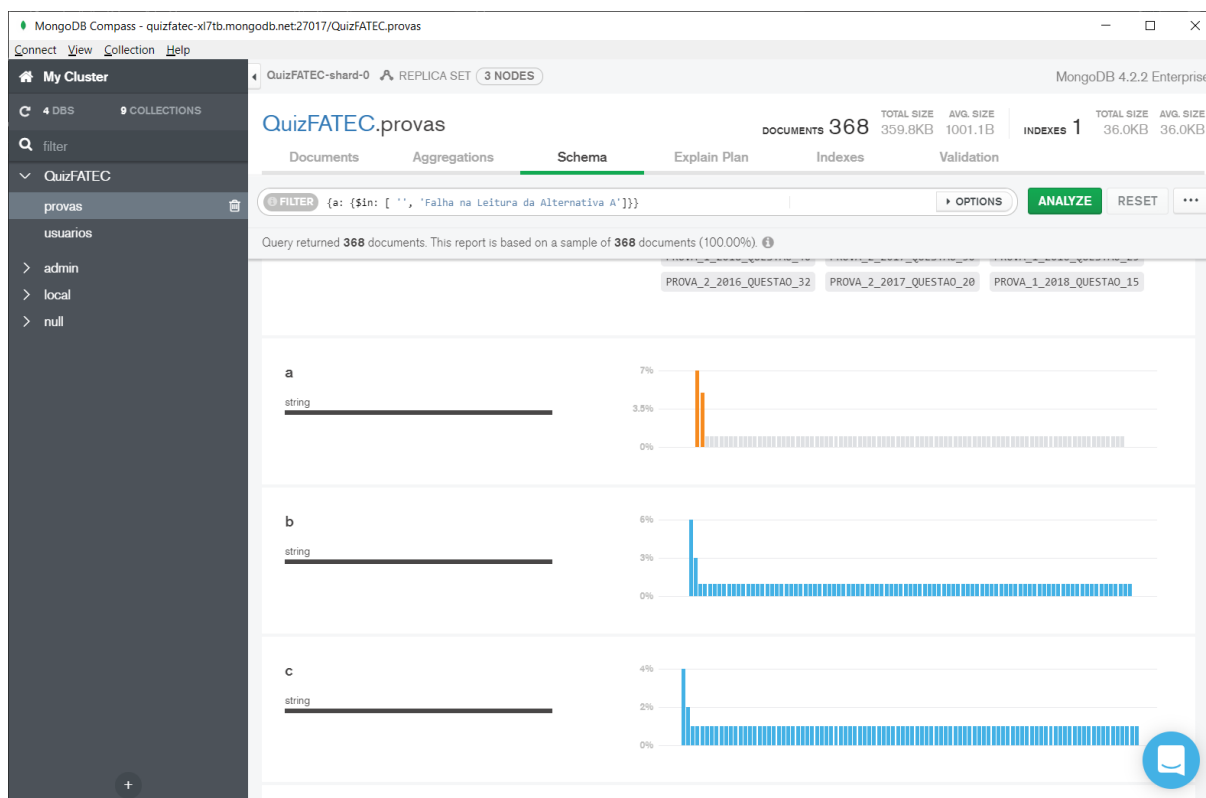 MongoDB Compass - quizfatec-xl7tb.mongodb.net:27017/QuizFATEC.provas
Connect View Collection Help
My Cluster
4 DBS 9 COLLECTIONS
filter
QuizFATEC
provas
usuarios
admin
local
null
QuizFATEC-shard-0 REPLICA SET 3 NODES MongoDB 4.2.2 Enterprise
QuizFATEC.provas
DOCUMENTS 368 TOTAL SIZE 359.8KB AVG. SIZE 1001.1B INDEXES 1 TOTAL SIZE 36.0KB AVG. SIZE 36.0KB
Documents Aggregations Schema Explain Plan Indexes Validation
FILTER {a: {$in: [ '', 'Falha na Leitura da Alternativa A']}} OPTIONS ANALYZE RESET ...
Query returned 368 documents. This report is based on a sample of 368 documents (100.00%).
PROVA_2_2016_QUESTAO_32 PROVA_2_2017_QUESTAO_20 PROVA_1_2018_QUESTAO_15
a
string
7%
3.5%
0%
b
string
6%
3%
0%
c
string
4%
2%
0%